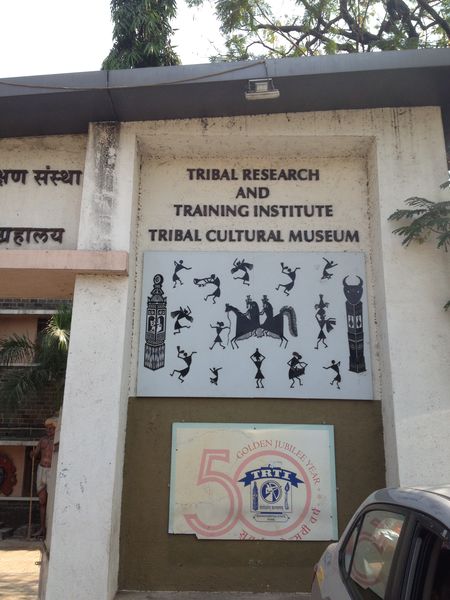 क्षण संस्था
ग्रहालय
TRIBAL RESEARCH
AND
TRAINING INSTITUTE
TRIBAL CULTURAL MUSEUM
50
GOLDEN JUBILEE YEAR
TRTI